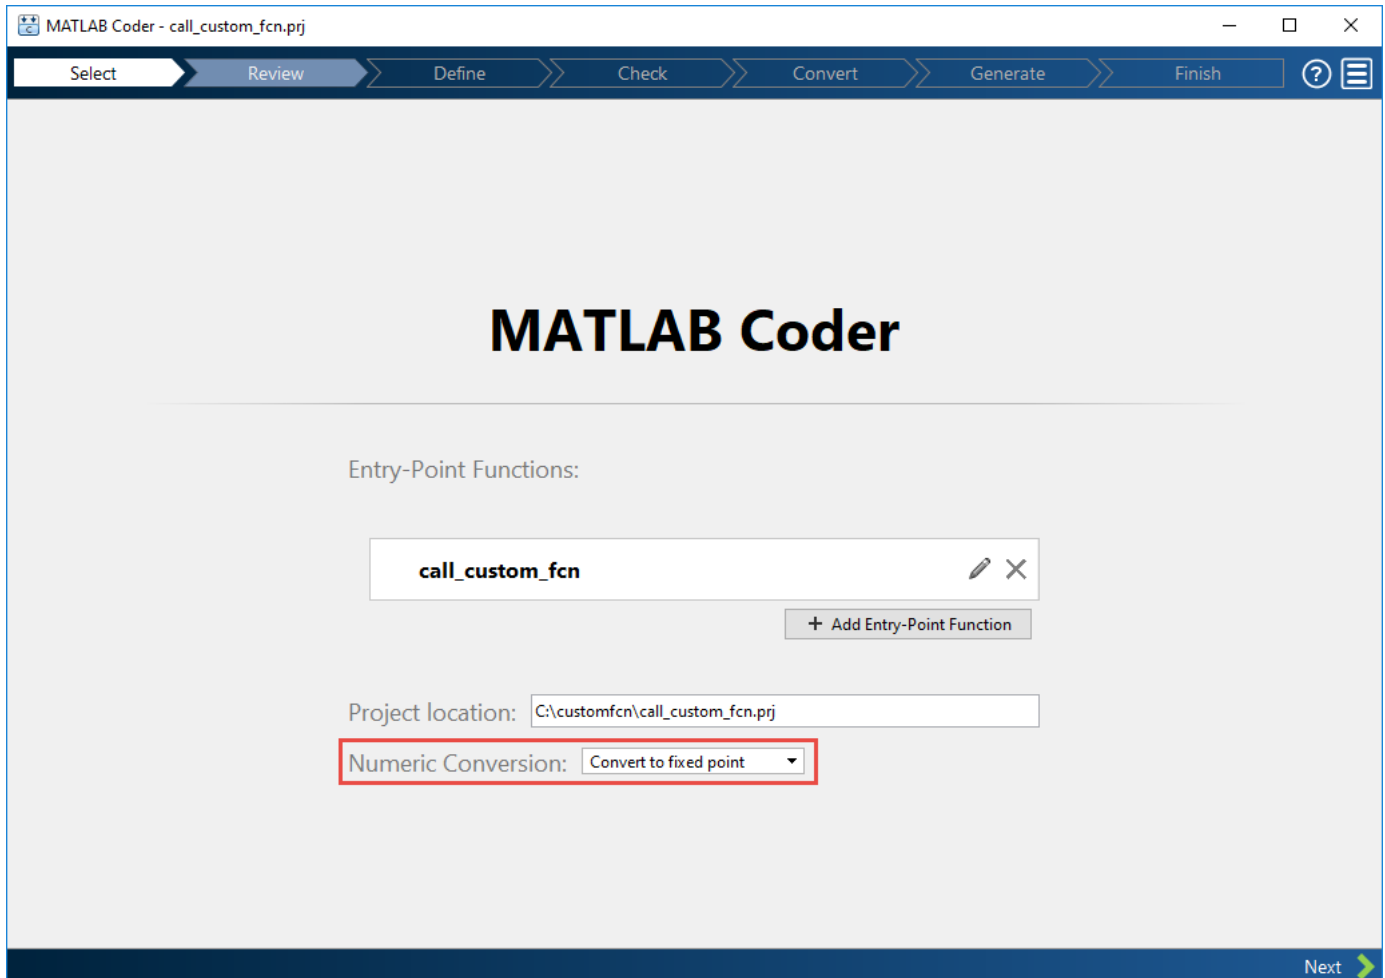 MATLAB Coder - call_custom_fcn.prj
Select Review Define Check Convert Generate Finish ?
MATLAB Coder
Entry-Point Functions:
call_custom_fcn
+ Add Entry-Point Function
Project location: C:\customfcn\call_custom_fcn.prj
Numeric Conversion: Convert to fixed point
Next